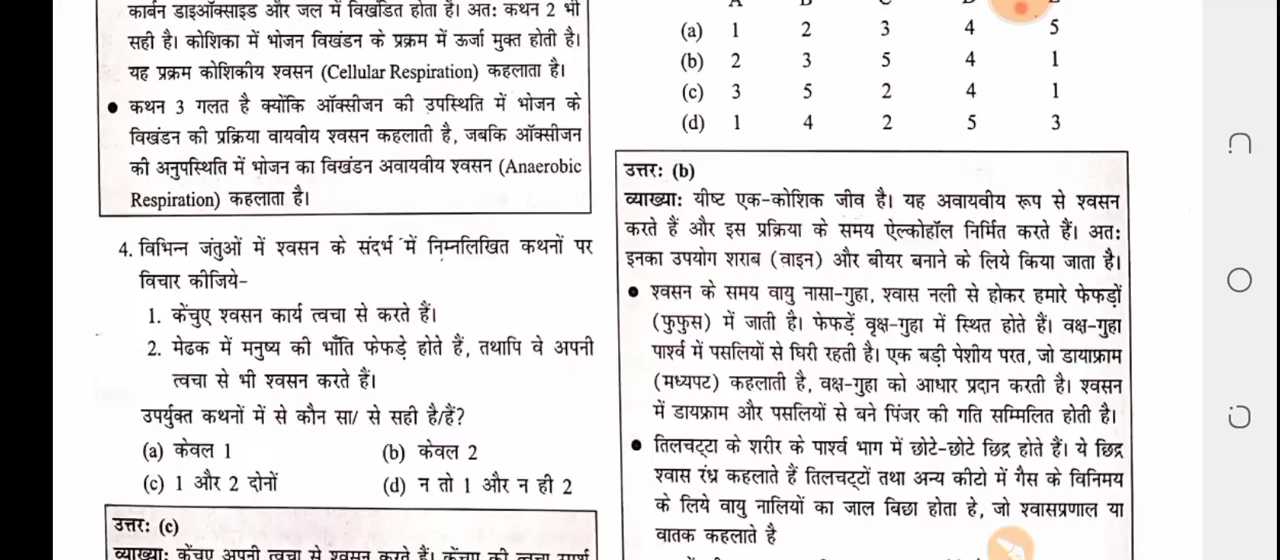 कार्बन डाइऑक्साइड और जल में विखंडित होता है। अतः कथन 2 भी
सही है। कोशिका में भोजन विखंडन के प्रक्रम में ऊर्जा मुक्त होती है।
यह प्रक्रम कोशिकीय श्वसन (Cellular Respiration) कहलाता है।
● कथन 3 गलत है क्योंकि ऑक्सीजन की उपस्थिति में भोजन के
विखंडन की प्रक्रिया वायवीय श्वसन कहलाती है, जबकि ऑक्सीजन
की अनुपस्थिति में भोजन का विखंडन अवायवीय श्वसन (Anaerobic
Respiration) कहलाता है।
4. विभिन्न जंतुओं में श्वसन के संदर्भ में निम्नलिखित कथनों पर
विचार कीजिये-
1. केंचुए श्वसन कार्य त्वचा से करते हैं।
2. मेढक में मनुष्य की भाँति फेफड़े होते हैं, तथापि वे अपनी
त्वचा से भी श्वसन करते हैं।
उपर्युक्त कथनों में से कौन सा/ से सही है/हैं?
(a) केवल 1 (b) केवल 2
(c) 1 और 2 दोनों (d) न तो 1 और न ही 2
उत्तरः (c)
व्याख्याः केंचुए अपनी त्वचा से श्वसन करते हैं। केंचुए की त्वचा
(a) 1 2 3 4 5
(b) 2 3 5 4 1
(c) 3 5 2 4 1
(d) 1 4 2 5 3
उत्तरः (b)
व्याख्याः यीष्ट एक-कोशिक जीव है। यह अवायवीय रूप से श्वसन
करते हैं और इस प्रक्रिया के समय ऐल्कोहॉल निर्मित करते हैं। अतः
इनका उपयोग शराब (वाइन) और बीयर बनाने के लिये किया जाता है।
● श्वसन के समय वायु नासा-गुहा, श्वास नली से होकर हमारे फेफड़ों
(फुफुस) में जाती है। फेफड़ें वृक्ष-गुहा में स्थित होते हैं। वक्ष-गुहा
पार्श्व में पसलियों से घिरी रहती है। एक बड़ी पेशीय परत, जो डायाफ्राम
(मध्यपट) कहलाती है, वक्ष-गुहा को आधार प्रदान करती है। श्वसन
में डायफ्राम और पसलियों से बने पिंजर की गति सम्मिलित होती है।
● तिलचट्टा के शरीर के पार्श्व भाग में छोटे-छोटे छिद्र होते हैं। ये छिद्र
श्वास रंध्र कहलाते हैं तिलचट्टों तथा अन्य कीटो में गैस के विनिमय
के लिये वायु नालियों का जाल बिछा होता हे, जो श्वासप्रणाल या
वातक कहलाते है